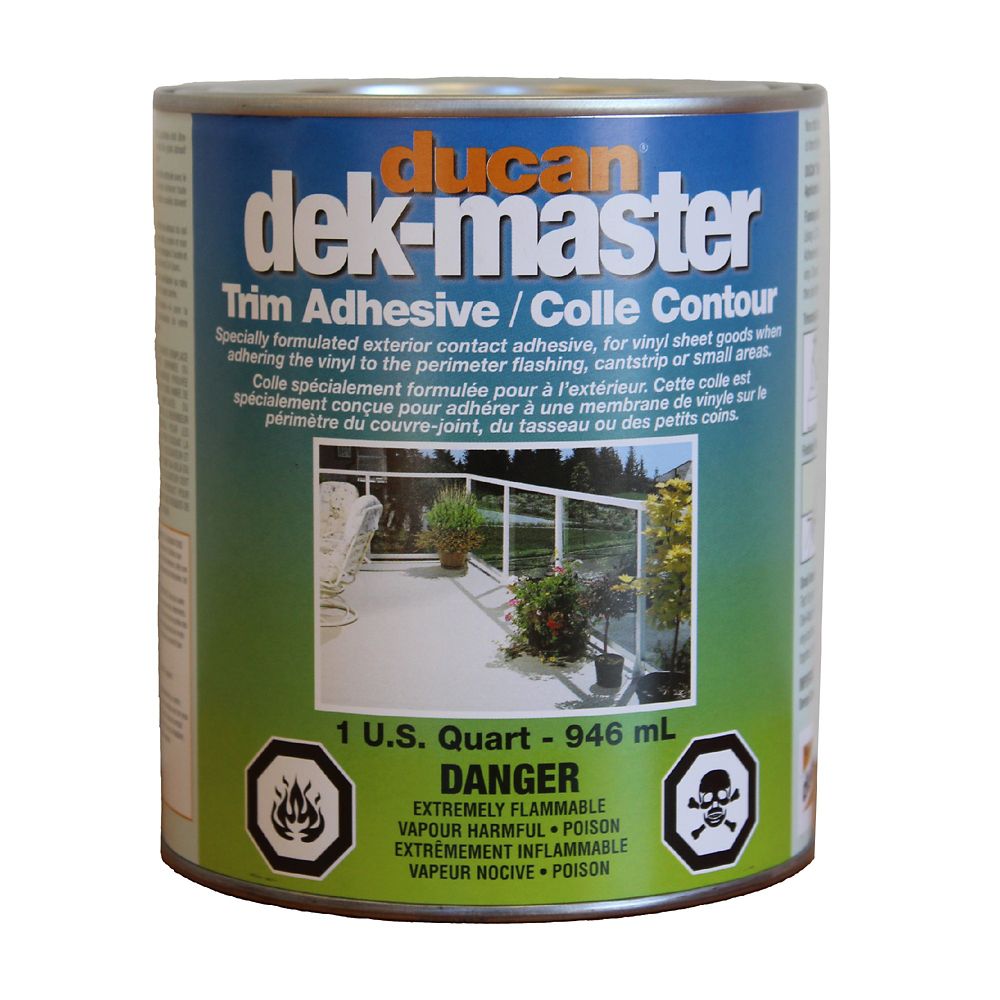 ducan®
dek-master
Trim Adhesive / Colle Contour
Specially formulated exterior contact adhesive, for vinyl sheet goods when
adhering the vinyl to the perimeter flashing, cantstrip or small areas.
Colle spécialement formulée pour à l'extérieur. Cette colle est
spécialement conçue pour adhérer à une membrane de vinyle sur le
périmètre du couvre-joint, du tasseau ou des petits coins.
1 U.S. Quart - 946 mL
DANGER
EXTREMELY FLAMMABLE
VAPOUR HARMFUL • POISON
EXTRÊMEMENT INFLAMMABLE
VAPEUR NOCIVE • POISON